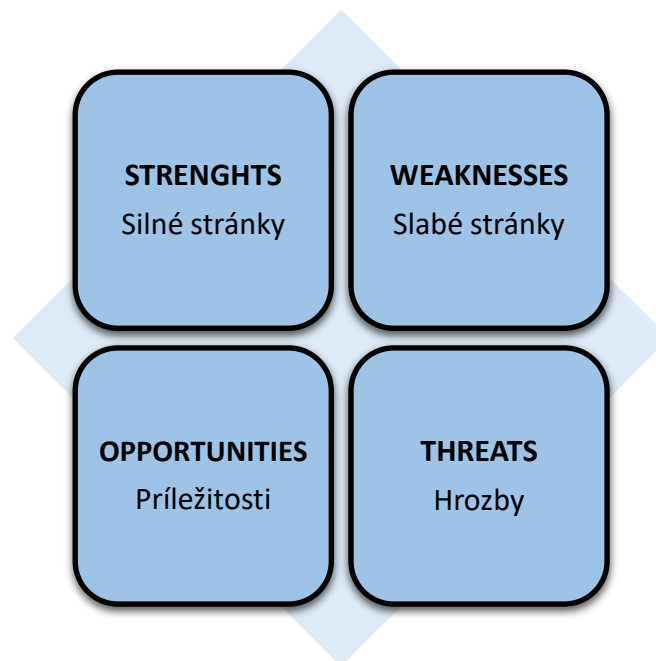 STRENGHTS
Silné stránky
WEAKNESSES
Slabé stránky
OPPORTUNITIES
Príležitosti
THREATS
Hrozby